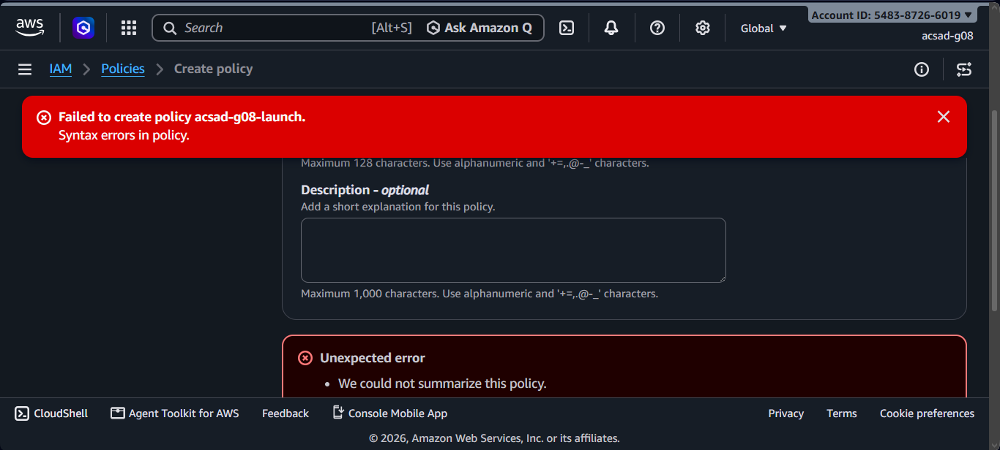 aws
Search [Alt+S] Ask Amazon Q Global ▼
Account ID: 5483-8726-6019 ▼
acsad-g08
IAM > Policies > Create policy
Failed to create policy acsad-g08-launch.
Syntax errors in policy.
Maximum 128 characters. Use alphanumeric and '+=,.@-_' characters.
Description - optional
Add a short explanation for this policy.
Maximum 1,000 characters. Use alphanumeric and '+=,.@-_' characters.
Unexpected error
• We could not summarize this policy.
CloudShell Agent Toolkit for AWS Feedback Console Mobile App Privacy Terms Cookie preferences
© 2026, Amazon Web Services, Inc. or its affiliates.